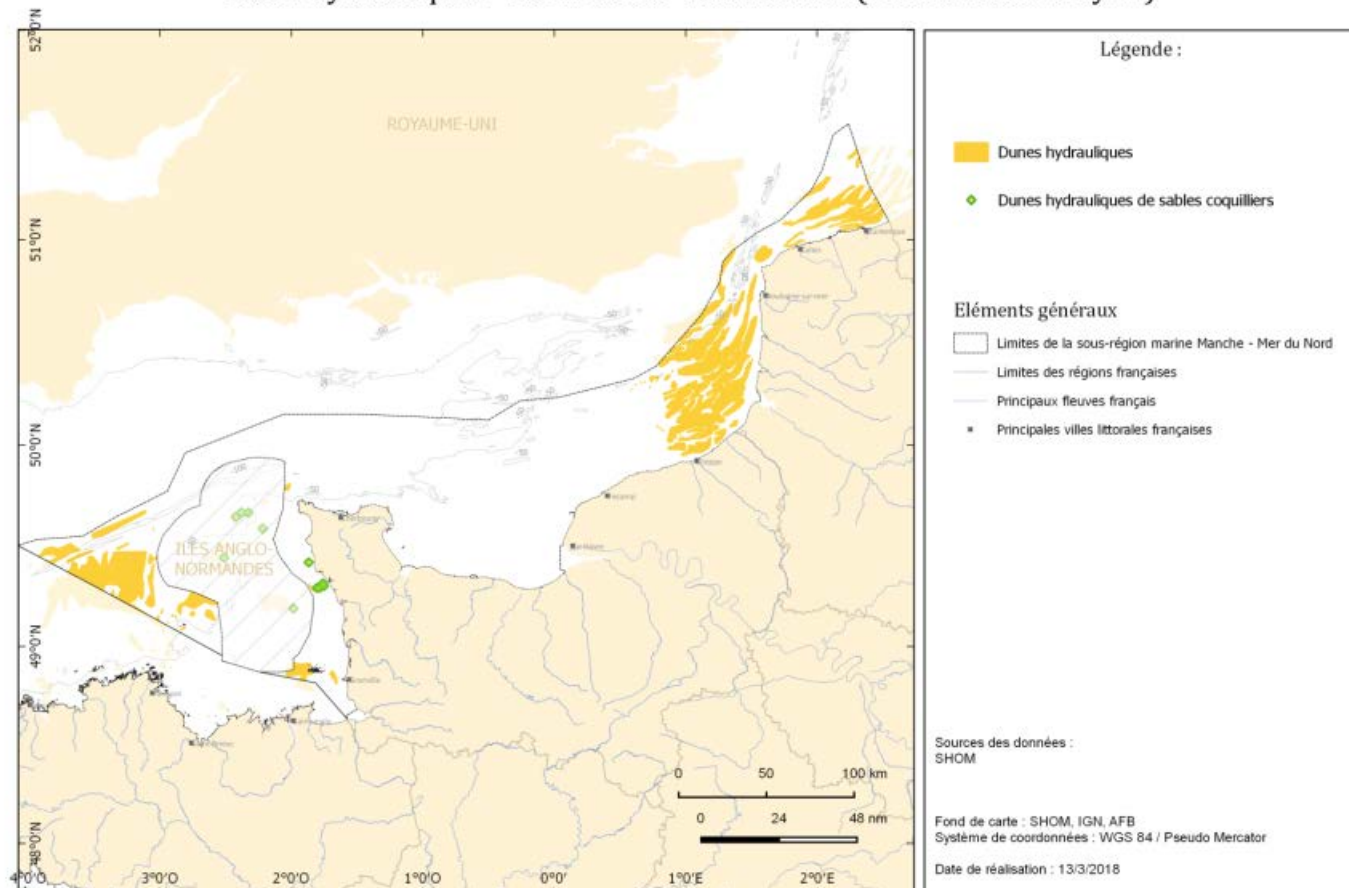 52°0'N
51°0'N
50°0'N
49°0'N
48°0'N
4°0'O
3°0'O
2°0'O
1°0'O
0°0'
1°0'E
2°0'E
ROYAUME-UNI
ILES ANGLO-
NORMANDES
-100
-50
0 50 100 km
0 24 48 nm
Légende :
Dunes hydrauliques
Dunes hydrauliques de sables coquilliers
Eléments généraux
Limites de la sous-région marine Manche - Mer du Nord
Limites des régions françaises
Principaux fleuves français
Principales villes littorales françaises
Sources des données :
SHOM
Fond de carte : SHOM, IGN, AFB
Système de coordonnées : WGS 84 / Pseudo Mercator
Date de réalisation : 13/3/2018